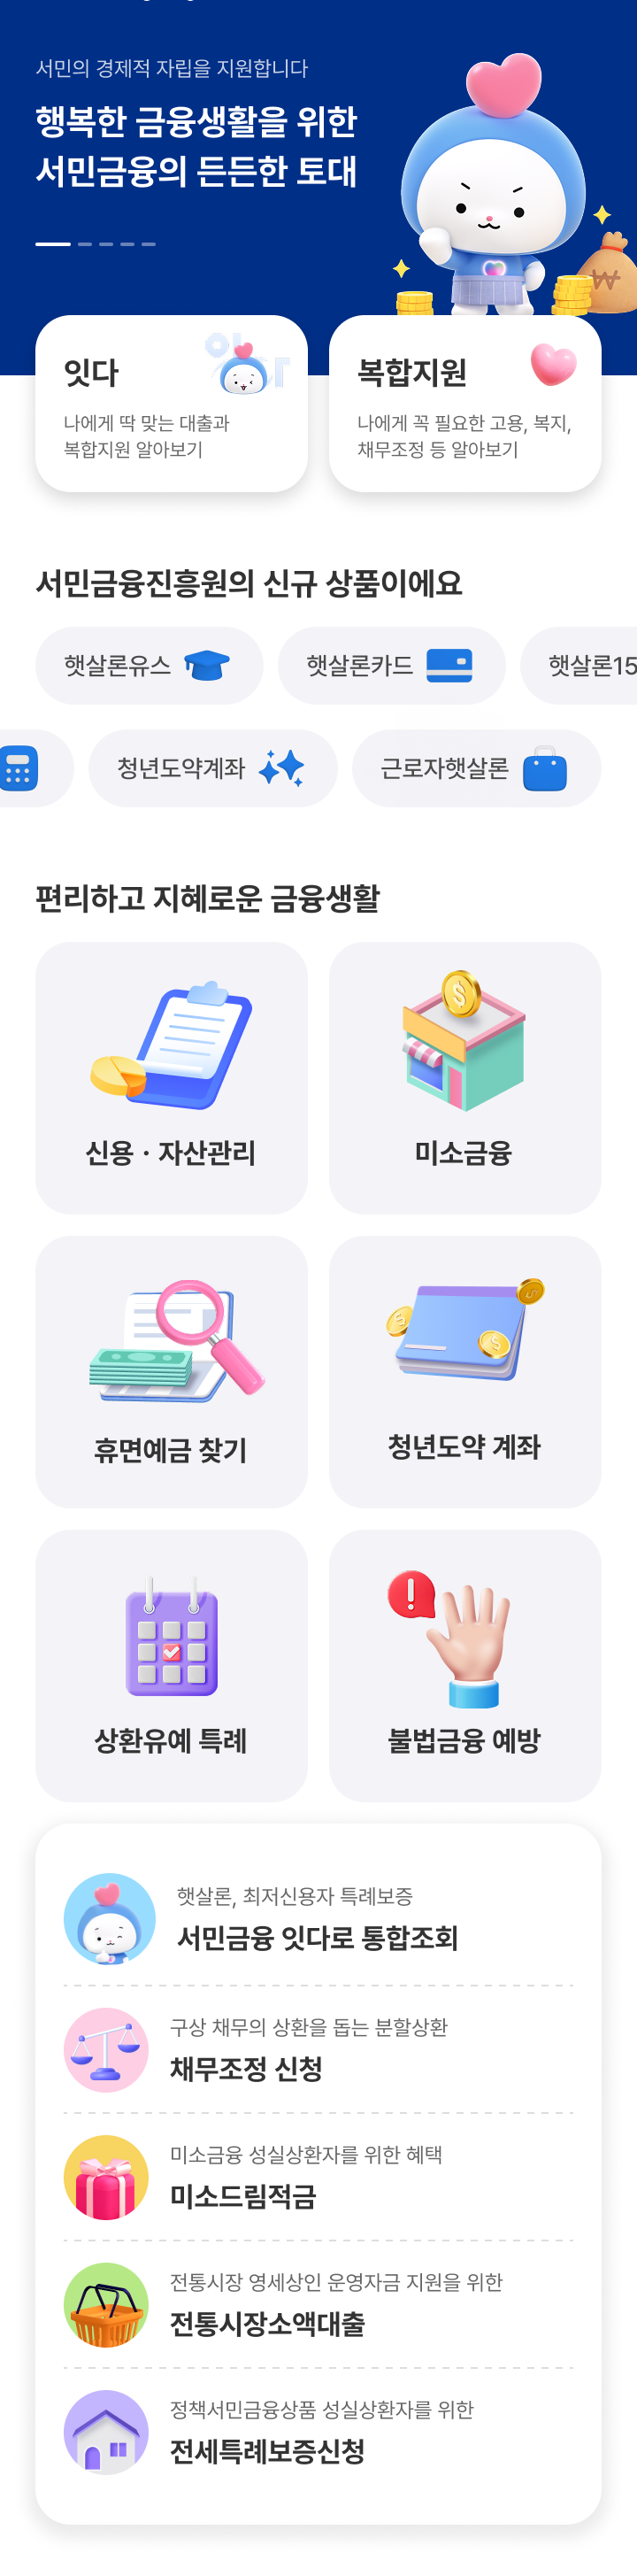 서민의 경제적 자립을 지원합니다
행복한 금융생활을 위한
서민금융의 든든한 토대
잇다
나에게 딱 맞는 대출과
복합지원 알아보기
복합지원
나에게 꼭 필요한 고용, 복지,
채무조정 등 알아보기
서민금융진흥원의 신규 상품이에요
햇살론유스
햇살론카드
햇살론15
청년도약계좌
근로자햇살론
편리하고 지혜로운 금융생활
신용 · 자산관리
미소금융
휴면예금 찾기
청년도약 계좌
상환유예 특례
불법금융 예방
햇살론, 최저신용자 특례보증
서민금융 잇다로 통합조회
구상 채무의 상환을 돕는 분할상환
채무조정 신청
미소금융 성실상환자를 위한 혜택
미소드림적금
전통시장 영세상인 운영자금 지원을 위한
전통시장소액대출
정책서민금융상품 성실상환자를 위한
전세특례보증신청